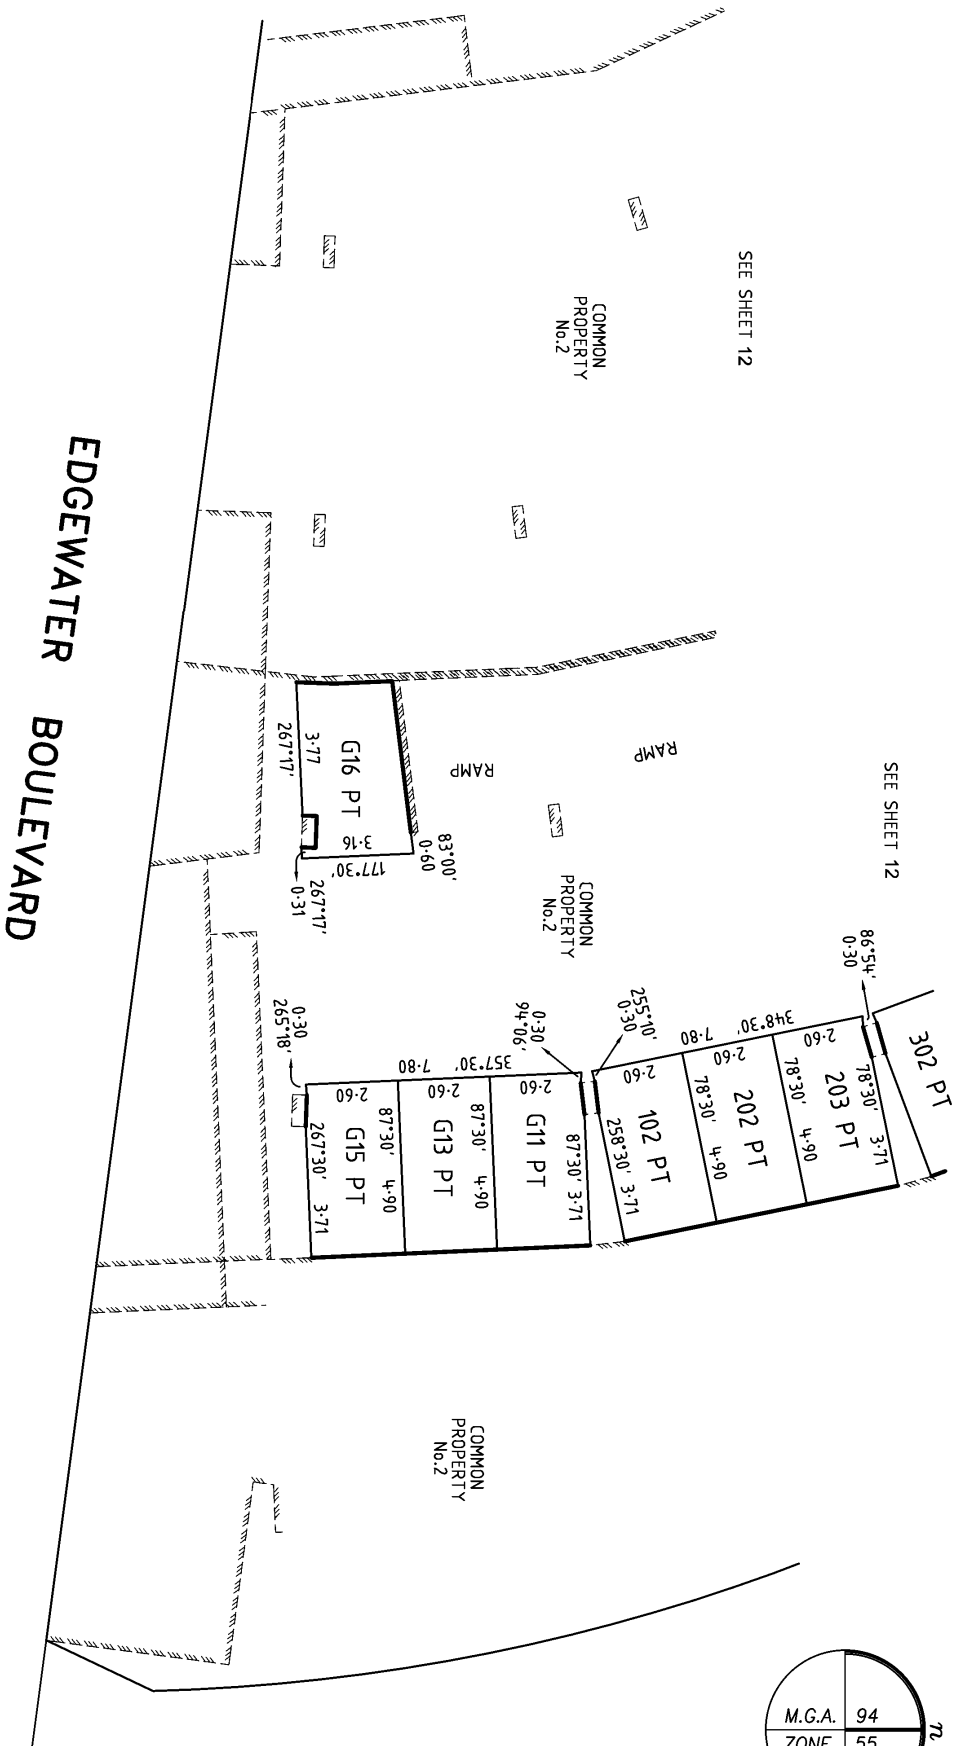 SEE SHEET 12
COMMON
PROPERTY
No.2
EDGEWATER BOULEVARD
G16 PT
3·77
267°17'
3·16
177°30'
83°00'
0·60
267°17'
0·31
RAMP
RAMP
SEE SHEET 12
COMMON
PROPERTY
No.2
86°54'
0·30
302 PT
348°30'
7·80
2·60
78°30' 3·71
203 PT
78°30' 4·90
2·60
202 PT
78°30' 4·90
2·60
102 PT
258°30' 3·71
255°10'
0·30
0·30
94°06'
357°30'
7·80
2·60
87°30' 3·71
G11 PT
87°30' 4·90
2·60
G13 PT
87°30' 4·90
2·60
G15 PT
267°30' 3·71
0·30
265°18'
COMMON
PROPERTY
No.2
n
M.G.A. 94
ZONE 55